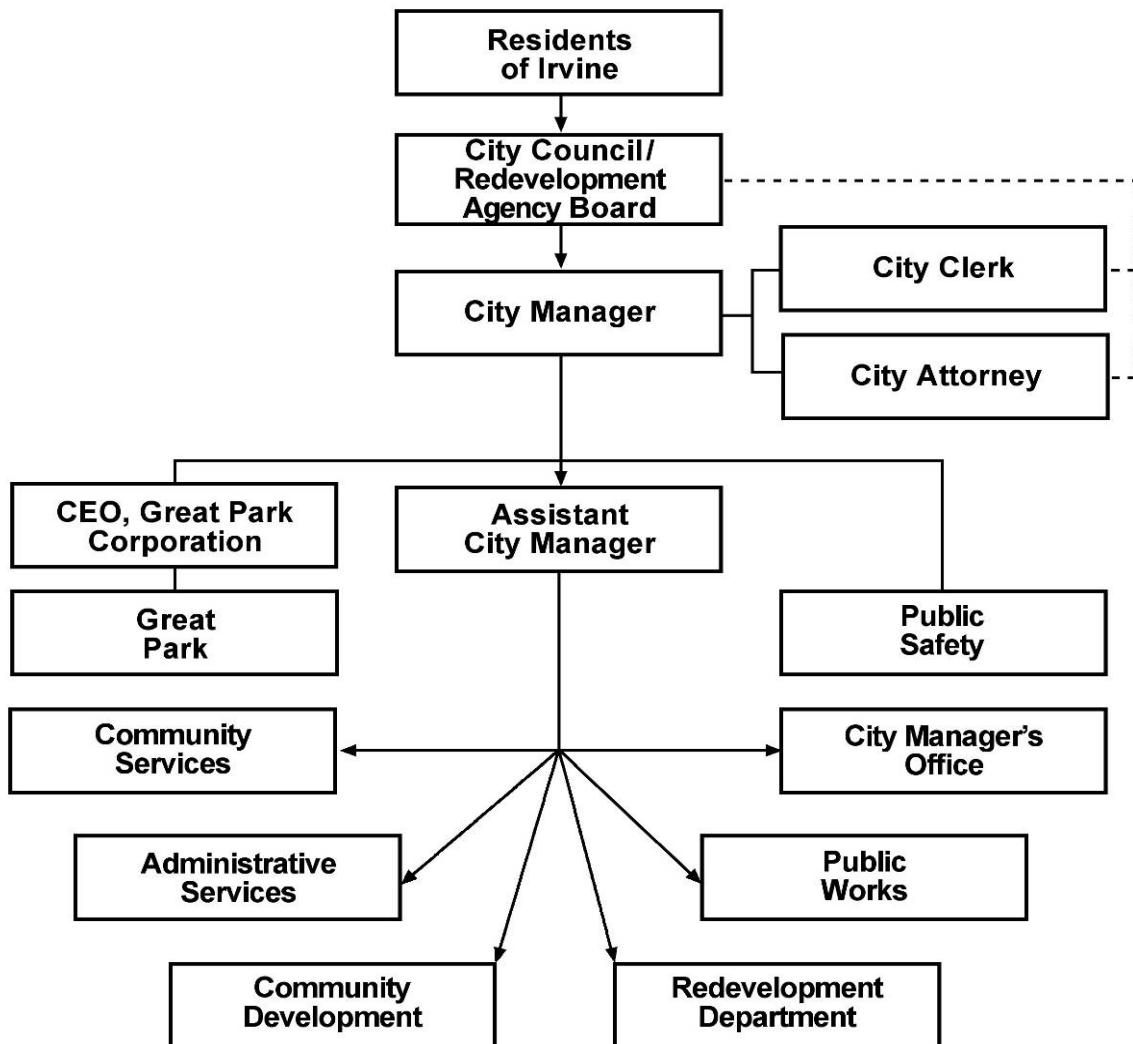 Residents
of Irvine
City Council/
Redevelopment
Agency Board
City Manager
City Clerk
City Attorney
CEO, Great Park
Corporation
Assistant
City Manager
Great
Park
Public
Safety
Community
Services
City Manager's
Office
Administrative
Services
Public
Works
Community
Development
Redevelopment
Department